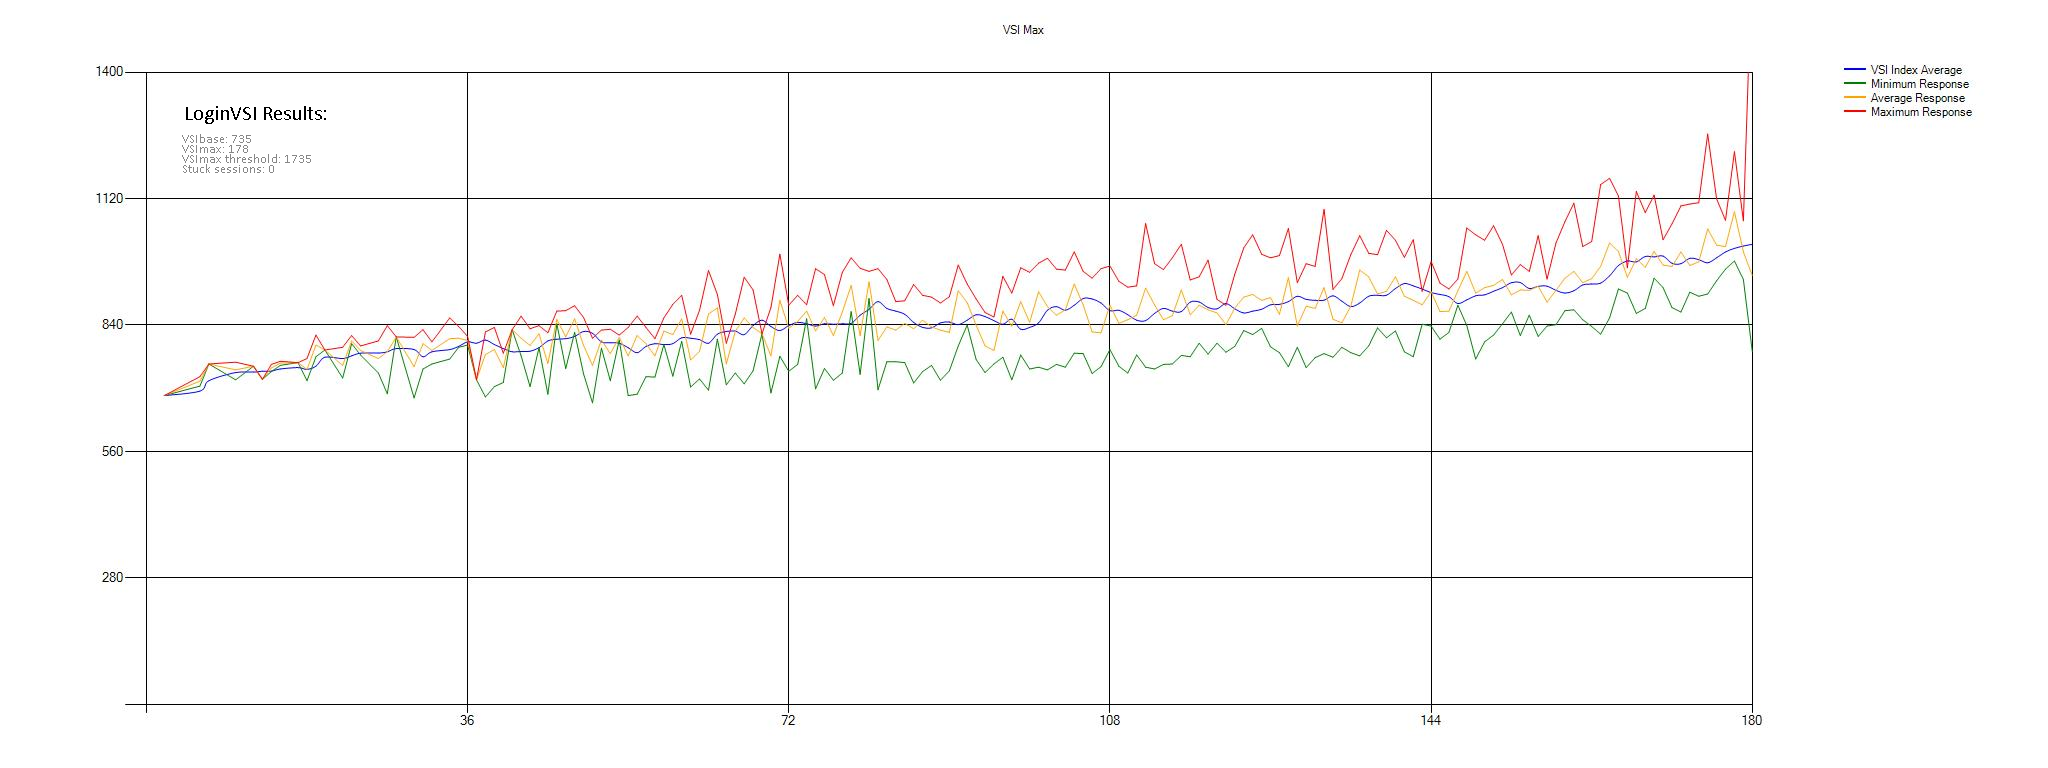 VSI Max
1400
1120
840
560
280
36
72
108
144
180
LoginVSI Results:
VSIbase: 735
VSImax: 178
VSImax threshold: 1735
Stuck sessions: 0
VSI Index Average
Minimum Response
Average Response
Maximum Response